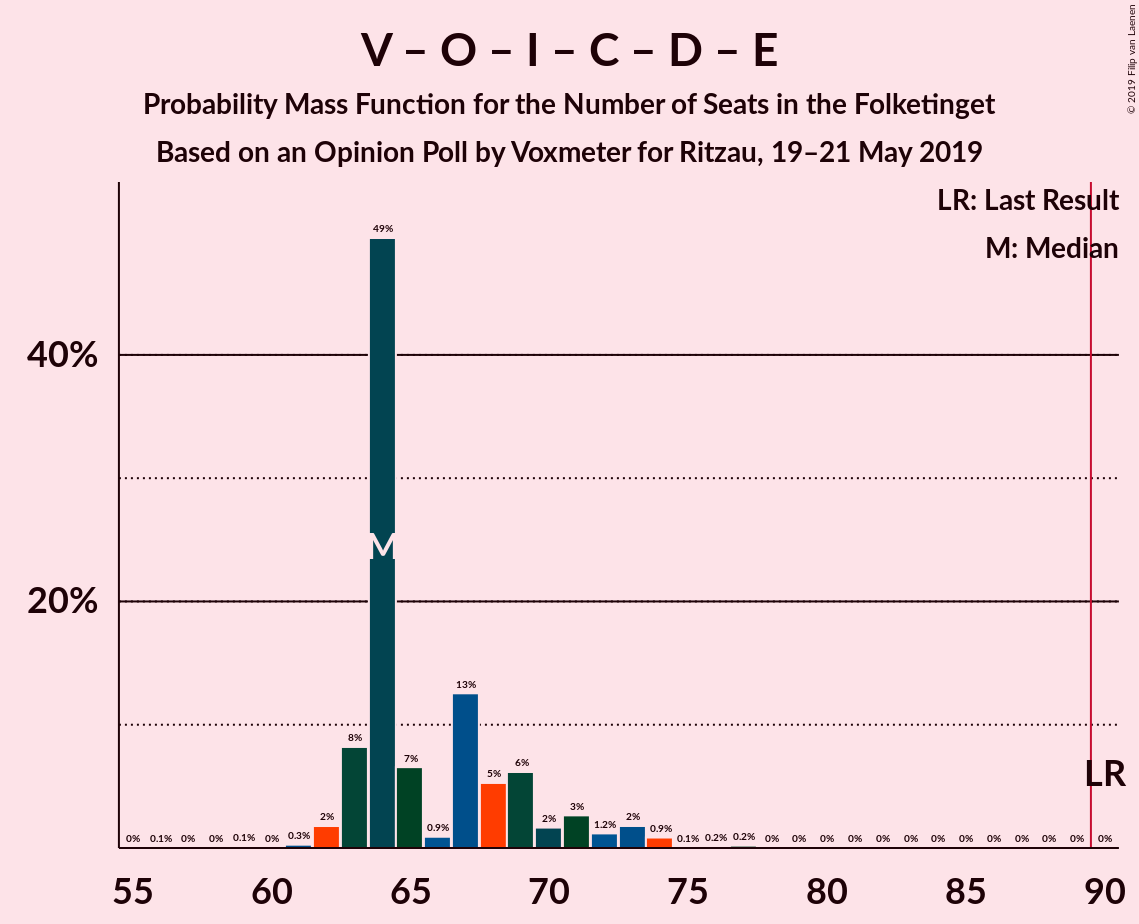 V – O – I – C – D – E
Probability Mass Function for the Number of Seats in the Folketinget
Based on an Opinion Poll by Voxmeter for Ritzau, 19–21 May 2019
© 2019 Filip van Laenen
LR: Last Result
M: Median
40%
20%
0% 0.1% 0% 0% 0.1% 0% 0.3% 2% 8% 49% 7% 0.9% 13% 5% 6% 2% 3% 1.2% 2% 0.9% 0.1% 0.2% 0.2% 0% 0% 0% 0% 0% 0% 0% 0% 0% 0% 0% 0% 0%
M
LR
55 60 65 70 75 80 85 90